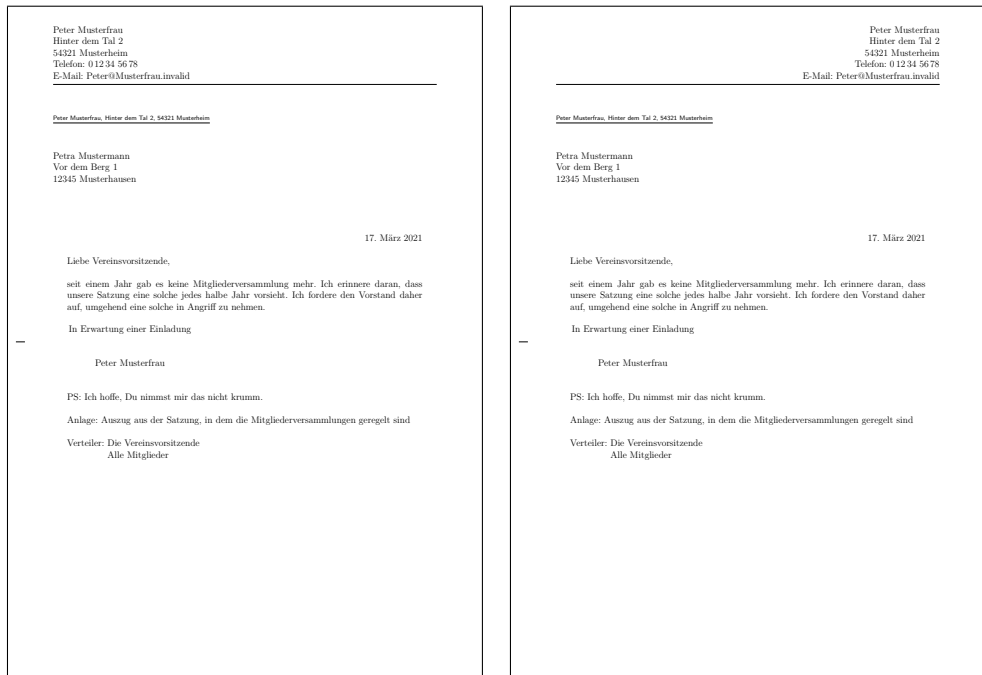 Peter Musterfrau
Hinter dem Tal 2
54321 Musterheim
Telefon: 0 12 34 56 78
E-Mail: Peter@Musterfrau.invalid
Peter Musterfrau, Hinter dem Tal 2, 54321 Musterheim
Petra Mustermann
Vor dem Berg 1
12345 Musterhausen
17. März 2021
Liebe Vereinsvorsitzende,
seit einem Jahr gab es keine Mitgliederversammlung mehr. Ich erinnere daran, dass
unsere Satzung eine solche jedes halbe Jahr vorsieht. Ich fordere den Vorstand daher
auf, umgehend eine solche in Angriff zu nehmen.
In Erwartung einer Einladung
Peter Musterfrau
PS: Ich hoffe, Du nimmst mir das nicht krumm.
Anlage: Auszug aus der Satzung, in dem die Mitgliederversammlungen geregelt sind
Verteiler: Die Vereinsvorsitzende
Alle Mitglieder
Peter Musterfrau
Hinter dem Tal 2
54321 Musterheim
Telefon: 0 12 34 56 78
E-Mail: Peter@Musterfrau.invalid
Peter Musterfrau, Hinter dem Tal 2, 54321 Musterheim
Petra Mustermann
Vor dem Berg 1
12345 Musterhausen
17. März 2021
Liebe Vereinsvorsitzende,
seit einem Jahr gab es keine Mitgliederversammlung mehr. Ich erinnere daran, dass
unsere Satzung eine solche jedes halbe Jahr vorsieht. Ich fordere den Vorstand daher
auf, umgehend eine solche in Angriff zu nehmen.
In Erwartung einer Einladung
Peter Musterfrau
PS: Ich hoffe, Du nimmst mir das nicht krumm.
Anlage: Auszug aus der Satzung, in dem die Mitgliederversammlungen geregelt sind
Verteiler: Die Vereinsvorsitzende
Alle Mitglieder